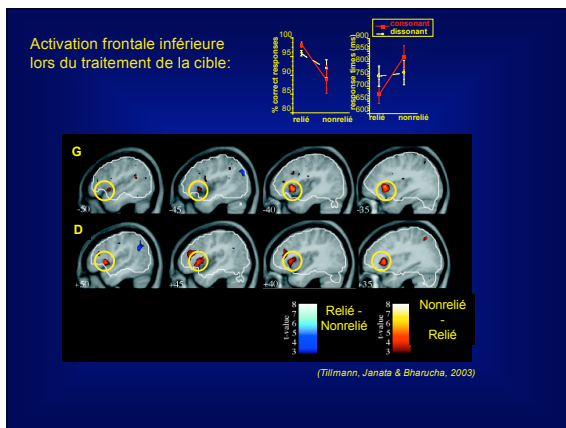 Activation frontale inférieure
lors du traitement de la cible:
% correct responses
100
95
90
85
80
relié
nonrelié
consonant
dissonant
response times (ms)
900
850
800
750
700
650
600
relié
nonrelié
G
-50
-45
-40
-35
D
+50
+45
+40
+35
t-value
8
7
6
5
4
3
Relié -
Nonrelié
t-value
8
7
6
5
4
3
Nonrelié
-
Relié
(Tillmann, Janata & Bharucha, 2003)